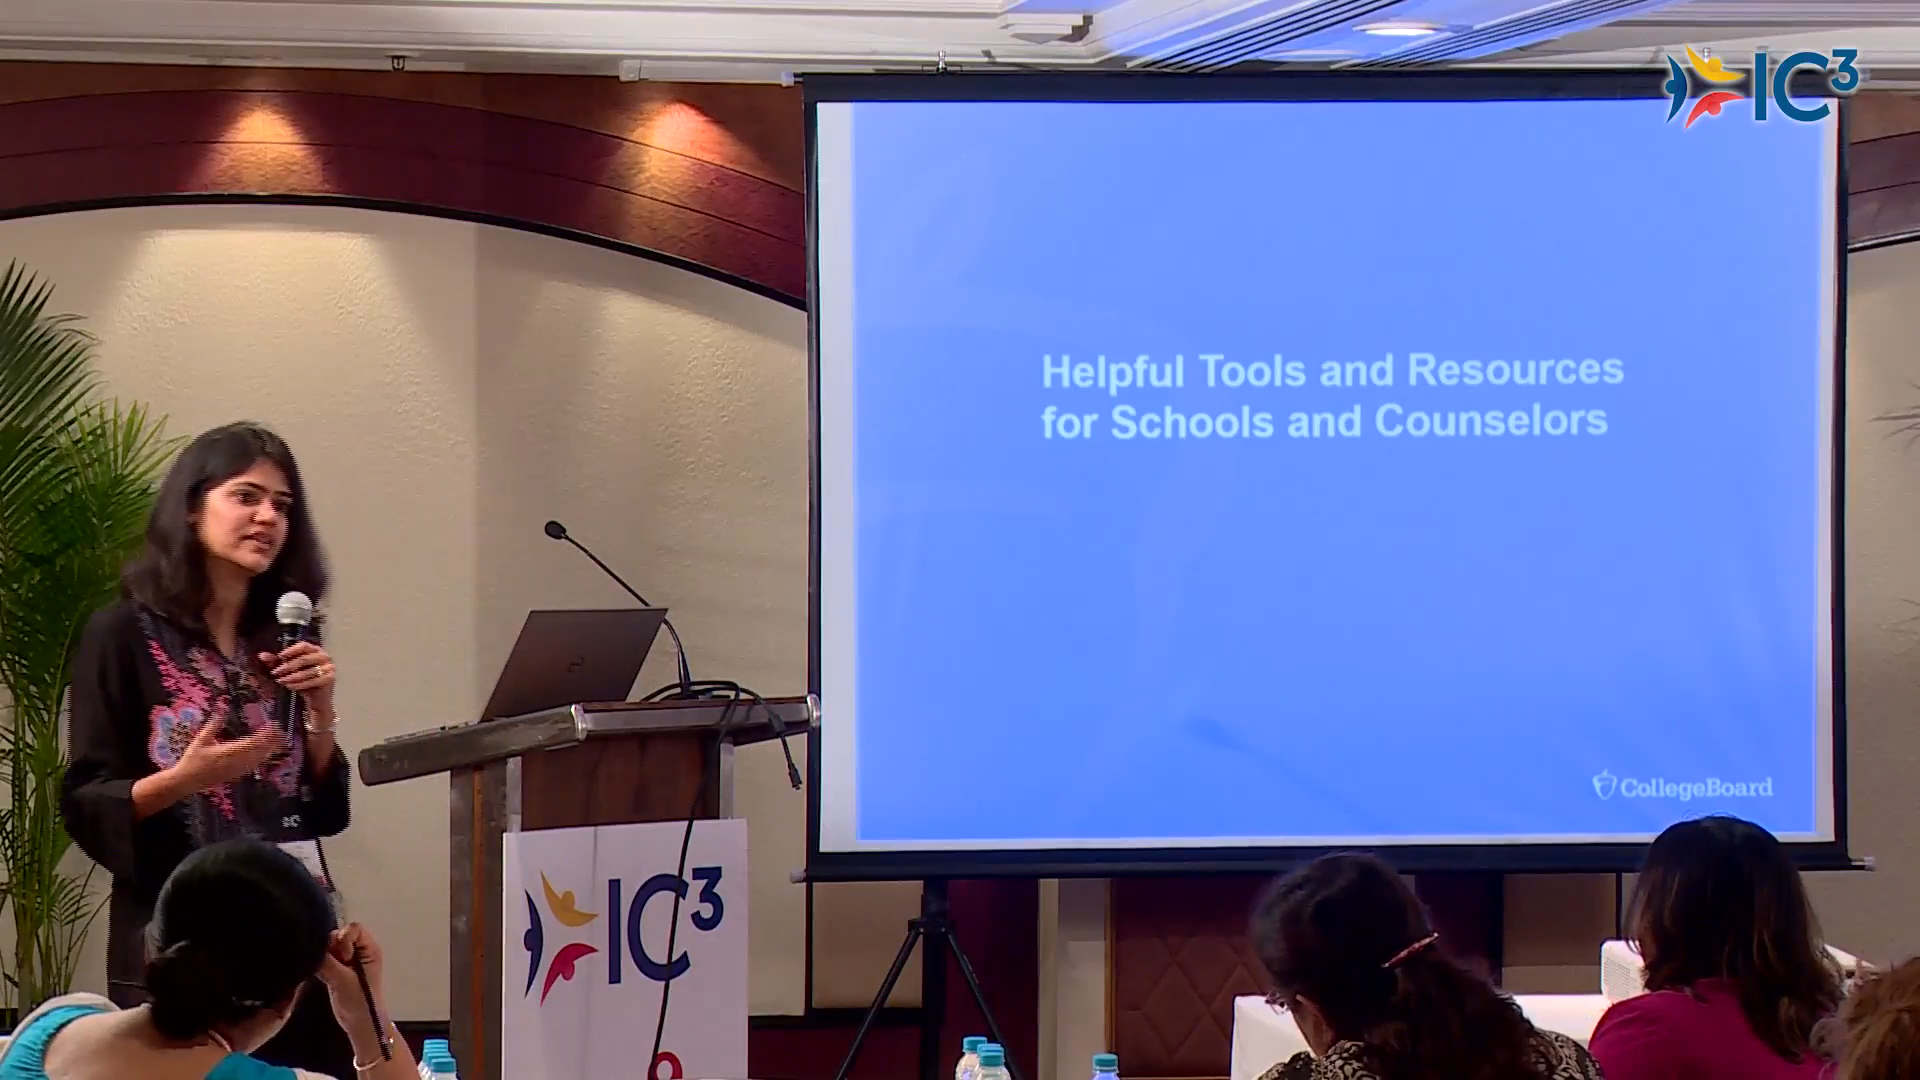 IC³
Helpful Tools and Resources
for Schools and Counselors
CollegeBoard
IC³